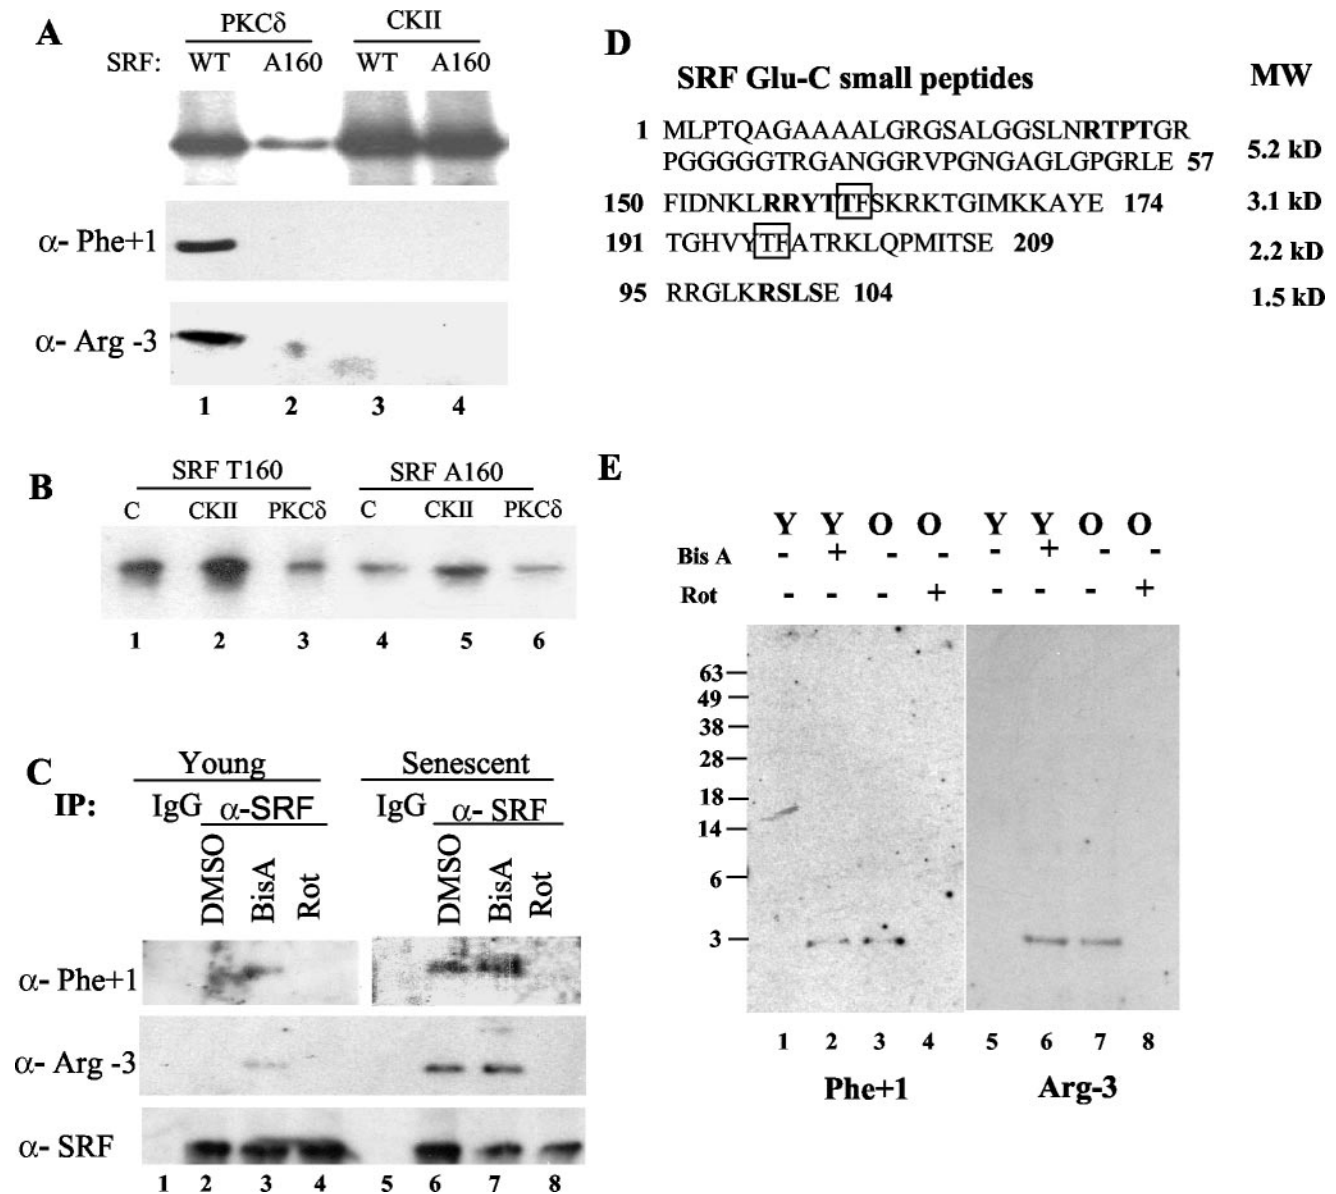 A
PKCδ CKII
SRF: WT A160 WT A160
α- Phe+1
α- Arg -3
1 2 3 4
B
SRF T160 SRF A160
C CKII PKCδ C CKII PKCδ
1 2 3 4 5 6
C
Young Senescent
IP: IgG α-SRF IgG α- SRF
DMSO BisA Rot DMSO BisA Rot
α- Phe+1
α- Arg -3
α- SRF
1 2 3 4 5 6 7 8
D
SRF Glu-C small peptides MW
1 MLPTQAGAAAALGRGSALGGSLNRTPTGR
PGGGGGTRGANGGRVPGNGAGLGPGRLE 57 5.2 kD
150 FIDNKLRRYTTFSKRKTGIMKKAYE 174 3.1 kD
191 TGHVYTFATRKLQPMITSE 209 2.2 kD
95 RRGLKRSLSE 104 1.5 kD
E
Y Y O O Y Y O O
Bis A - + - - - + - -
Rot - - - + - - - +
63
49
38
28
18
14
6
3
1 2 3 4 5 6 7 8
Phe+1 Arg-3